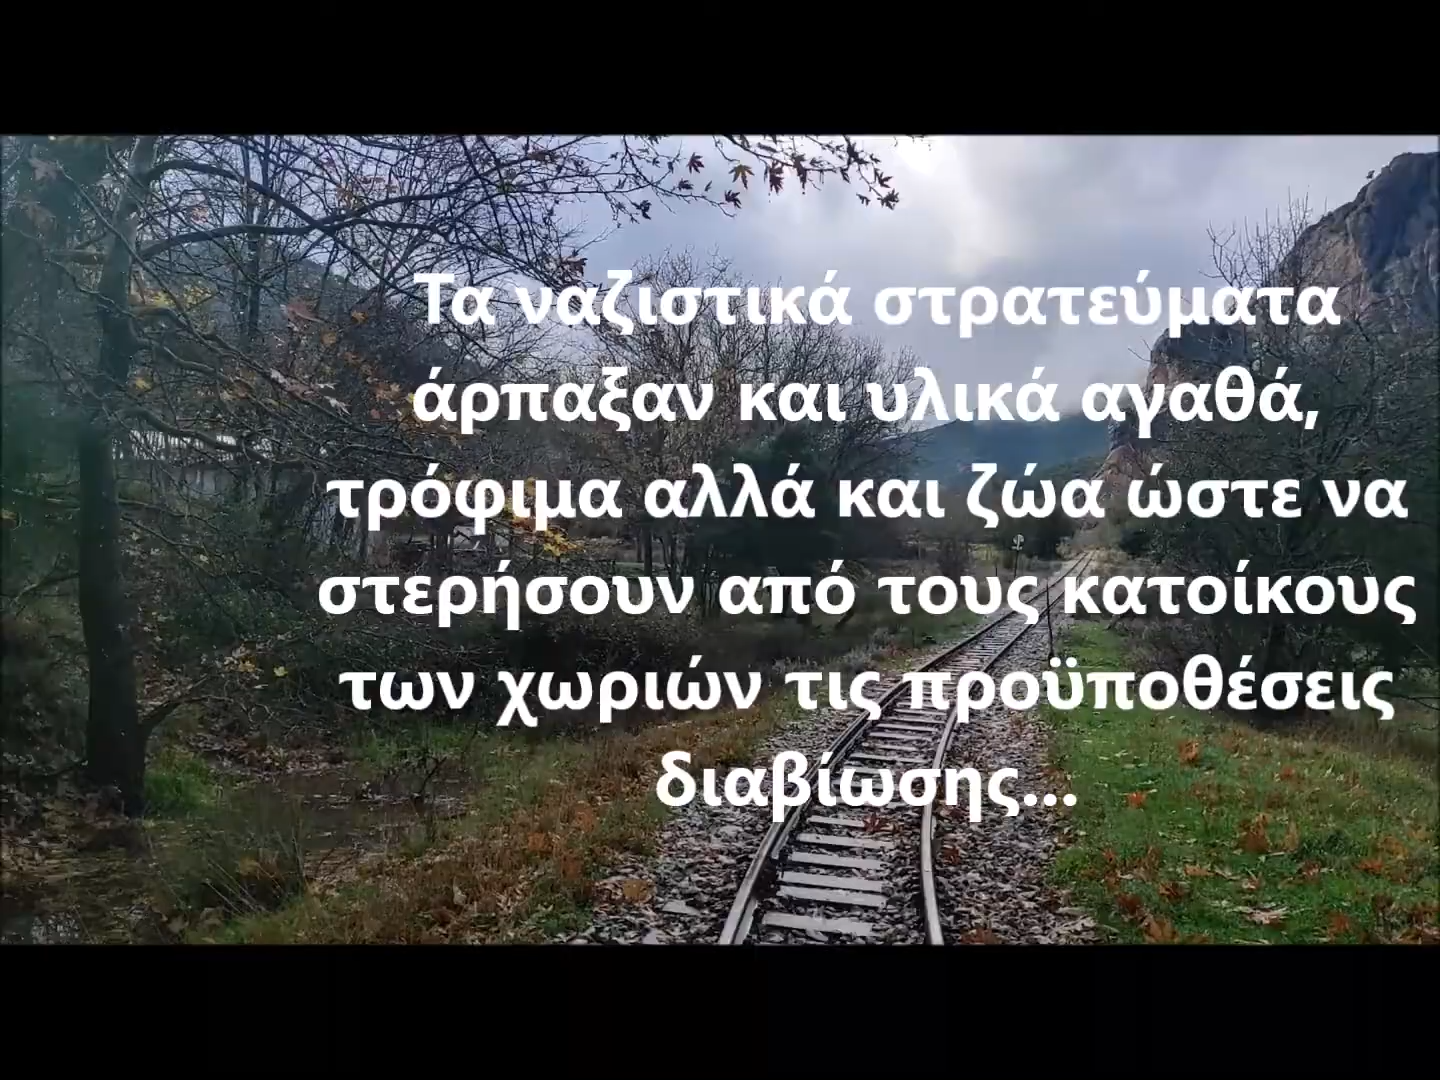 Τα ναζιστικά στρατεύματα
άρπαξαν και υλικά αγαθά,
τρόφιμα αλλά και ζώα ώστε να
στερήσουν από τους κατοίκους
των χωριών τις προϋποθέσεις
διαβίωσης...